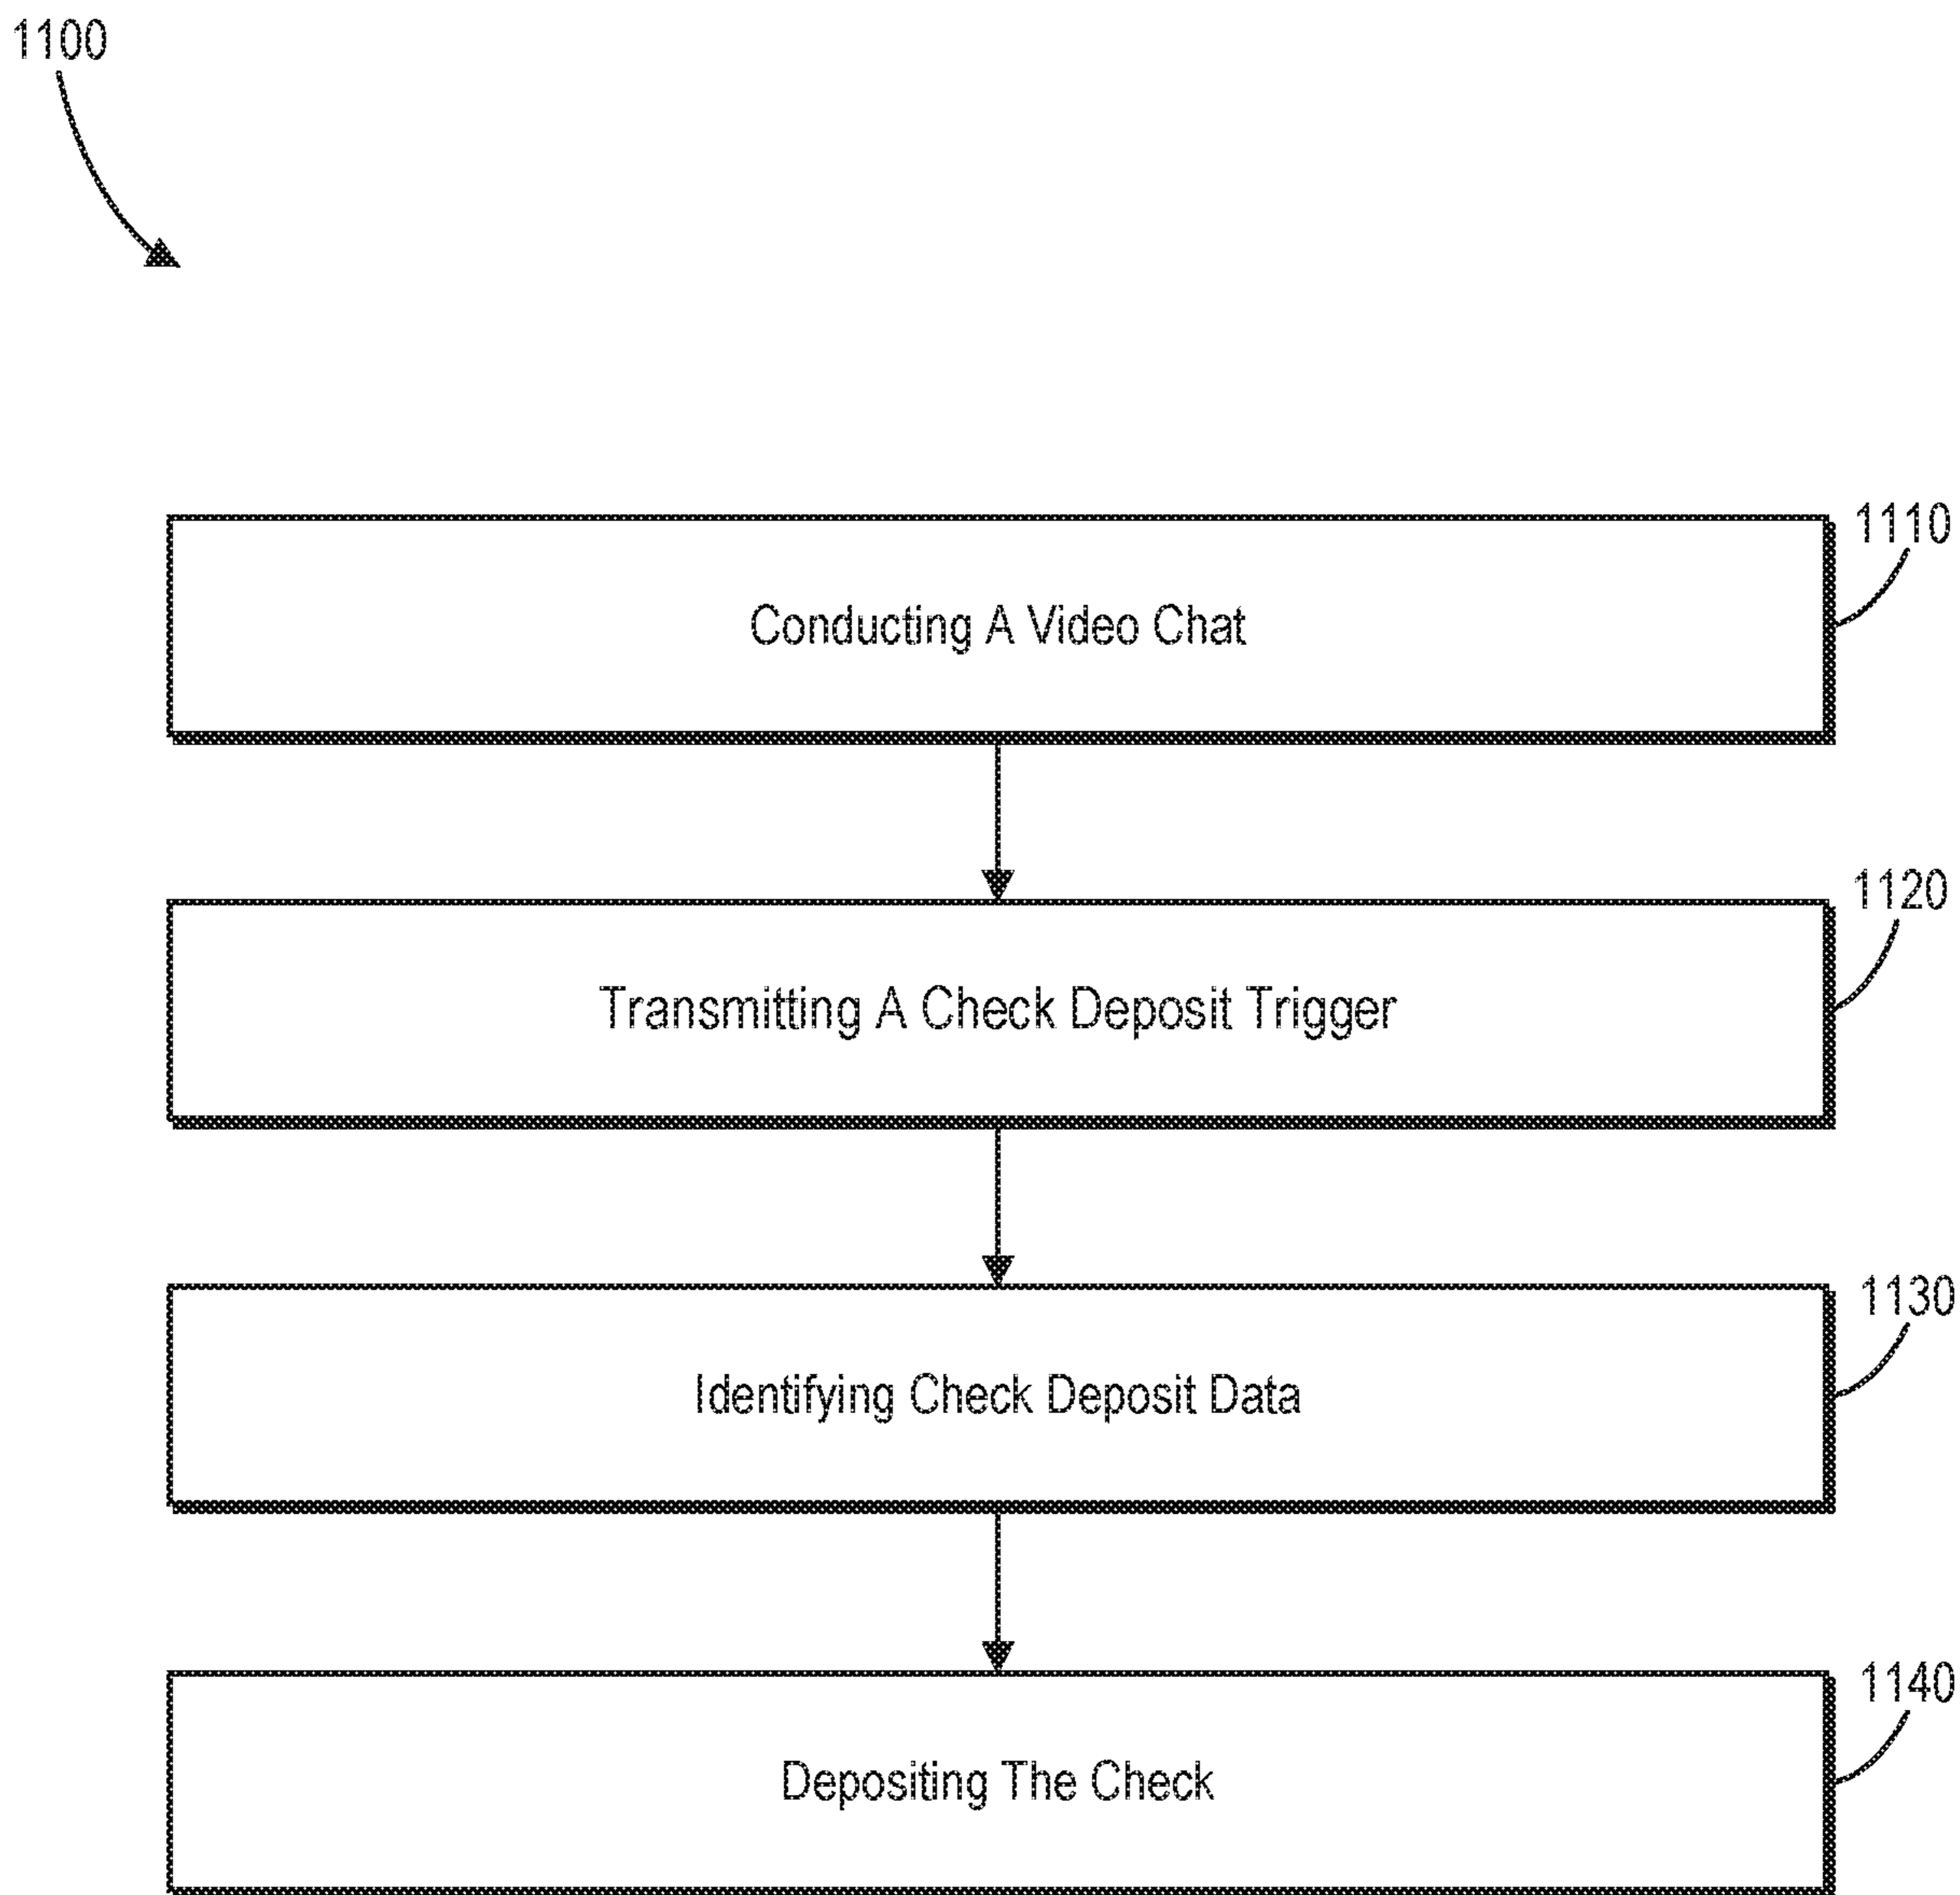 1100
1110
Conducting A Video Chat
1120
Transmitting A Check Deposit Trigger
1130
Identifying Check Deposit Data
1140
Depositing The Check